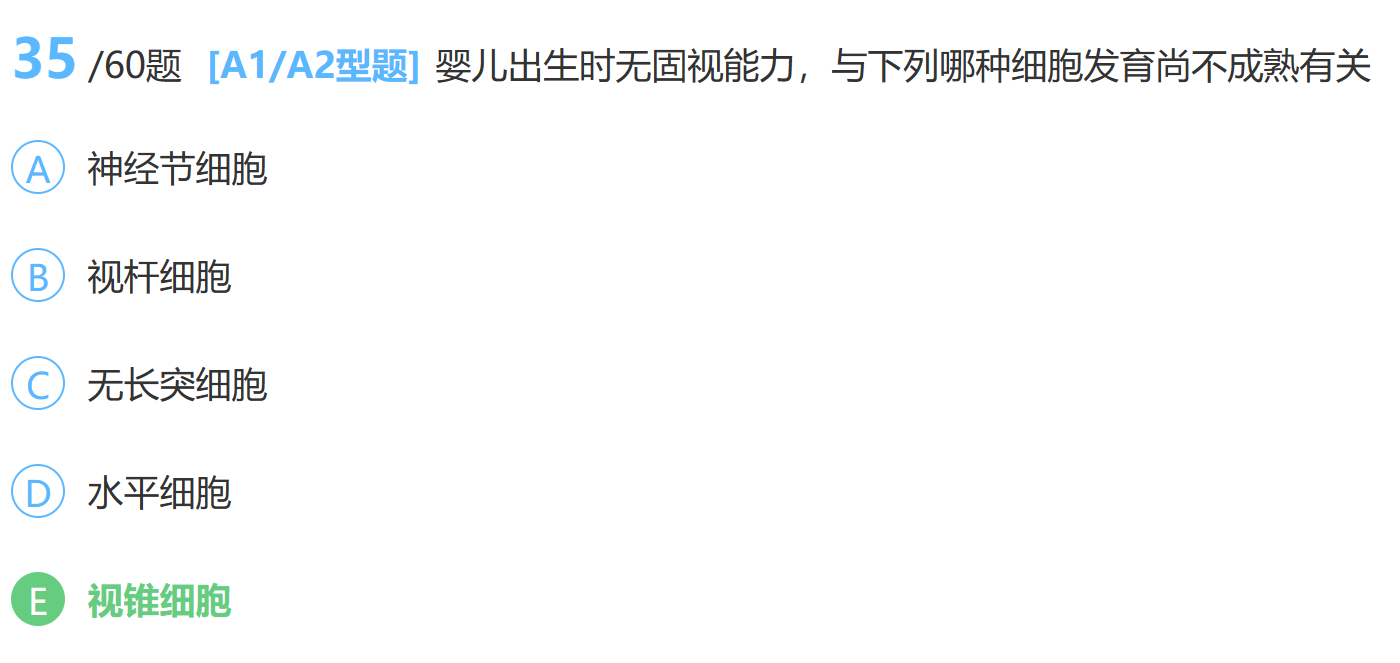 35 /60题 [A1/A2型题] 婴儿出生时无固视能力，与下列哪种细胞发育尚不成熟有关
A 神经节细胞
B 视杆细胞
C 无长突细胞
D 水平细胞
E 视锥细胞